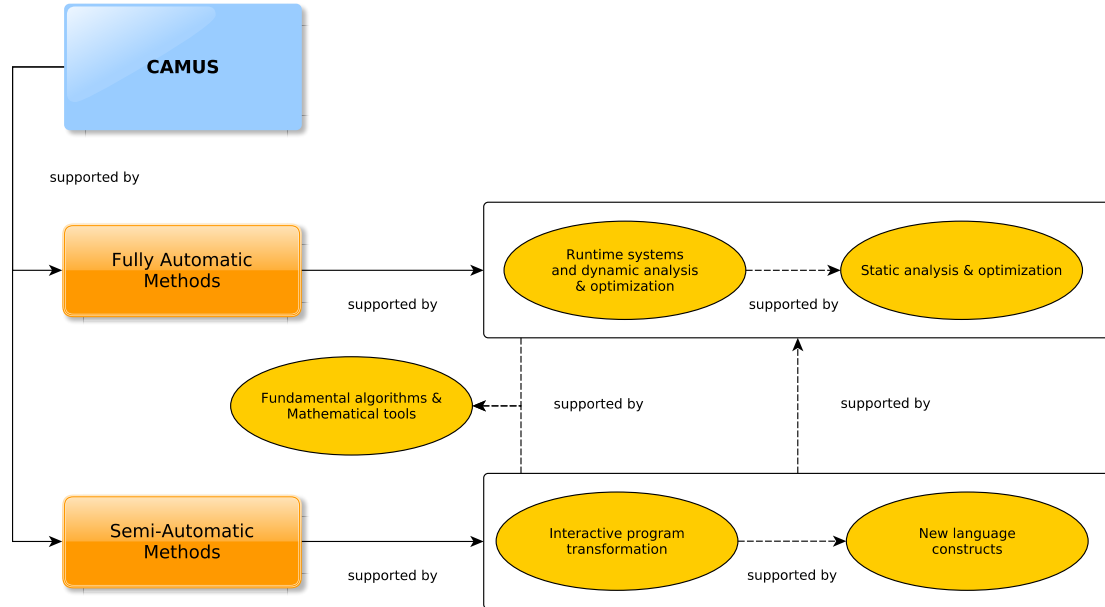 CAMUS
supported by
Fully Automatic
Methods
supported by
Runtime systems
and dynamic analysis
& optimization
supported by
Static analysis & optimization
Fundamental algorithms &
Mathematical tools
supported by
supported by
Semi-Automatic
Methods
supported by
Interactive program
transformation
supported by
New language
constructs